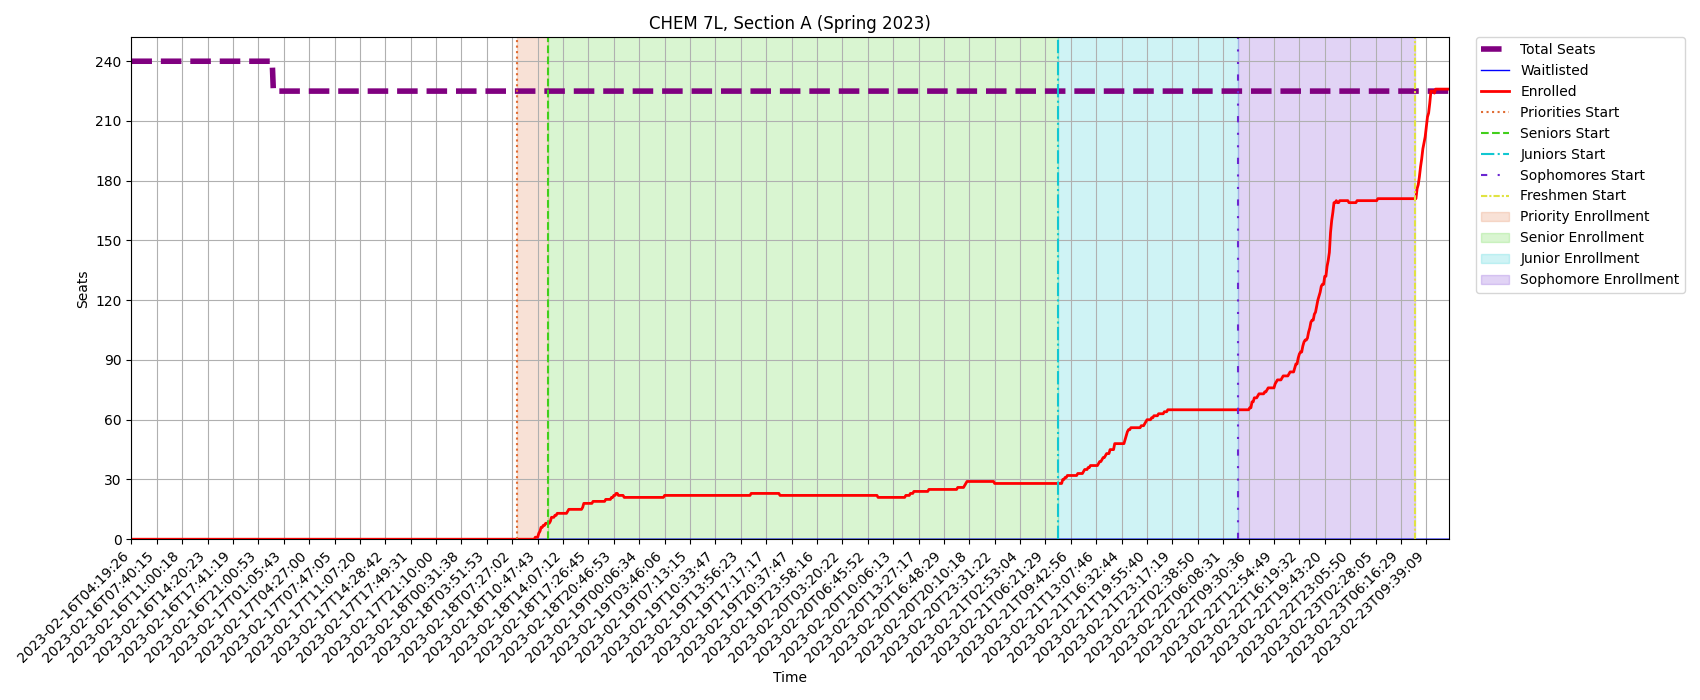 CHEM 7L, Section A (Spring 2023)
Seats
240
210
180
150
120
90
60
30
0
2023-02-16T04:19:26
2023-02-16T07:40:15
2023-02-16T11:00:18
2023-02-16T14:20:23
2023-02-16T17:41:19
2023-02-16T21:00:53
2023-02-17T01:05:43
2023-02-17T04:27:00
2023-02-17T07:47:05
2023-02-17T11:07:20
2023-02-17T14:28:42
2023-02-17T17:49:31
2023-02-17T21:10:00
2023-02-18T00:31:38
2023-02-18T03:51:53
2023-02-18T07:27:02
2023-02-18T10:47:43
2023-02-18T14:07:12
2023-02-18T17:26:45
2023-02-18T20:46:53
2023-02-19T00:06:34
2023-02-19T03:46:06
2023-02-19T07:13:15
2023-02-19T10:33:47
2023-02-19T13:56:23
2023-02-19T17:17:17
2023-02-19T20:37:47
2023-02-19T23:58:16
2023-02-20T03:20:22
2023-02-20T06:45:52
2023-02-20T10:06:13
2023-02-20T13:27:17
2023-02-20T16:48:29
2023-02-20T20:10:18
2023-02-20T23:31:22
2023-02-21T02:53:04
2023-02-21T06:21:29
2023-02-21T09:42:56
2023-02-21T13:07:46
2023-02-21T16:32:44
2023-02-21T19:55:40
2023-02-21T23:17:19
2023-02-22T02:38:50
2023-02-22T06:08:31
2023-02-22T09:30:36
2023-02-22T12:54:49
2023-02-22T16:19:32
2023-02-22T19:43:20
2023-02-22T23:05:50
2023-02-23T02:28:05
2023-02-23T06:16:29
2023-02-23T09:39:09
Time
Total Seats
Waitlisted
Enrolled
Priorities Start
Seniors Start
Juniors Start
Sophomores Start
Freshmen Start
Priority Enrollment
Senior Enrollment
Junior Enrollment
Sophomore Enrollment